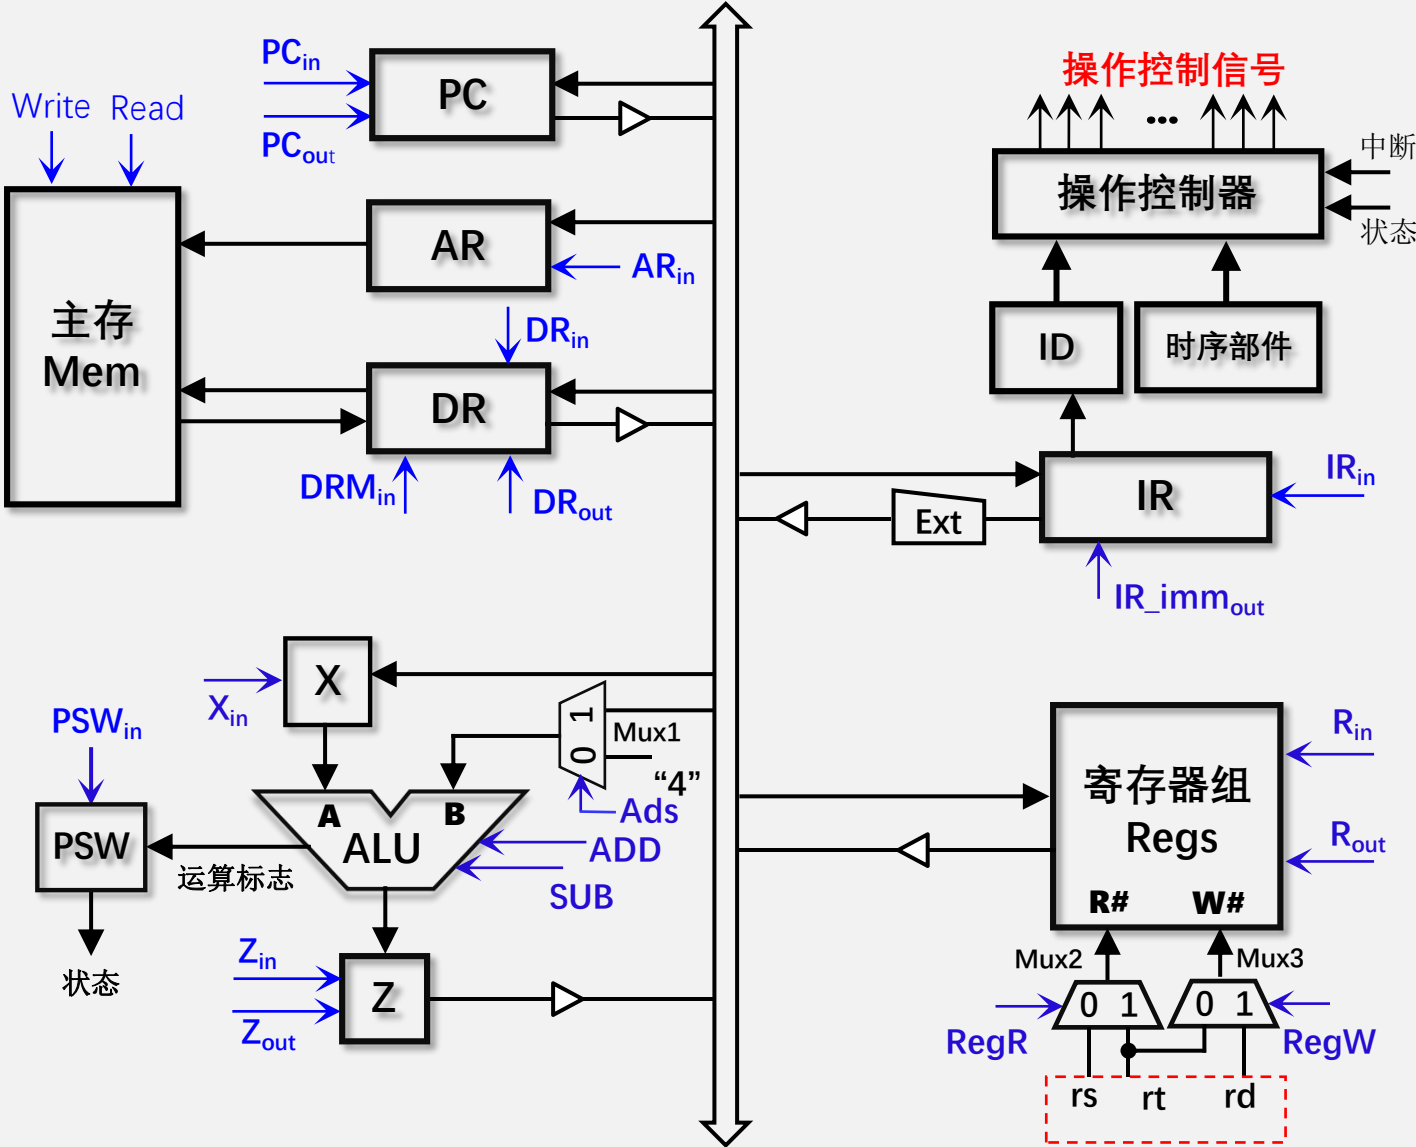 PCin
PC
PCout
Write
Read
操作控制信号
...
中断
操作控制器
状态
AR
ARin
主存
Mem
DRin
DR
DRMin
DRout
ID
时序部件
IR
IRin
Ext
IR_immout
X
Xin
PSWin
1
0
Mux1
“4”
Ads
A
B
ALU
ADD
SUB
PSW
运算标志
状态
Zin
Z
Zout
寄存器组
Regs
Rin
Rout
R#
W#
Mux2
Mux3
0 1
0 1
RegR
RegW
rs
rt
rd